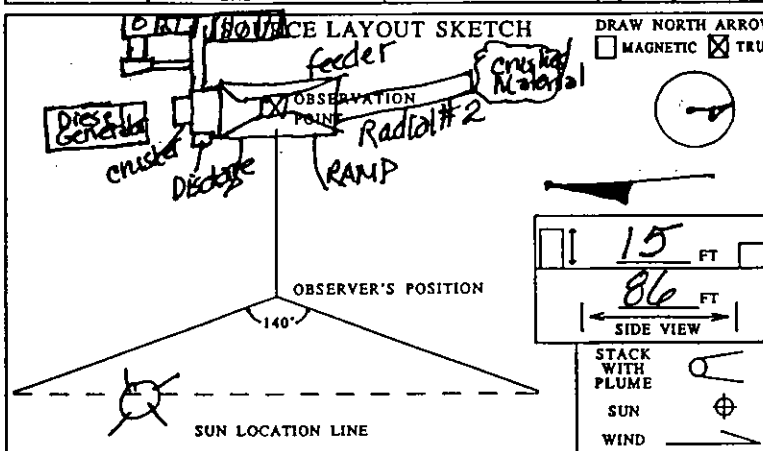 SOURCE LAYOUT SKETCH
DRAW NORTH ARROW
MAGNETIC TRU
feeder
crushed Material
OBSERVATION
POINT
Radial #2
Diesel Generator
crusher
RAMP
OBSERVER'S POSITION
140°
SUN LOCATION LINE
15 FT
86 FT
SIDE VIEW
STACK
WITH
PLUME
SUN
WIND